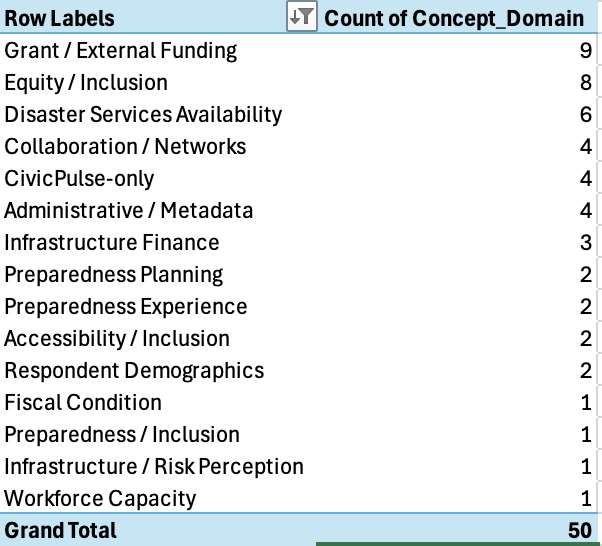 Row Labels Count of Concept_Domain
Grant / External Funding 9
Equity / Inclusion 8
Disaster Services Availability 6
Collaboration / Networks 4
CivicPulse-only 4
Administrative / Metadata 4
Infrastructure Finance 3
Preparedness Planning 2
Preparedness Experience 2
Accessibility / Inclusion 2
Respondent Demographics 2
Fiscal Condition 1
Preparedness / Inclusion 1
Infrastructure / Risk Perception 1
Workforce Capacity 1
Grand Total 50